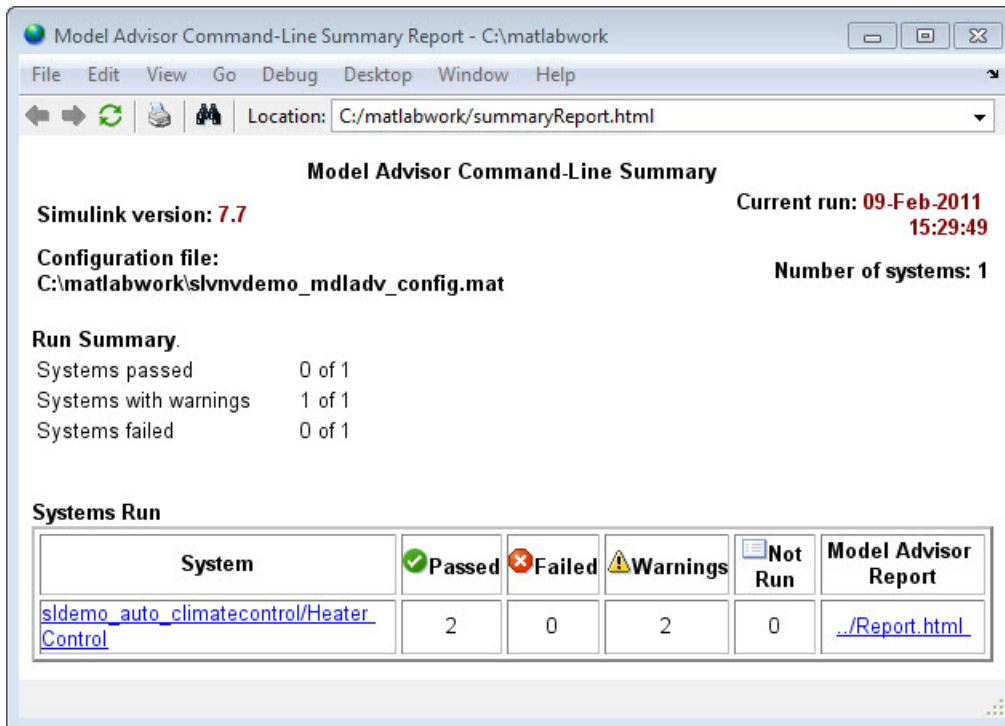 Model Advisor Command-Line Summary Report - C:\matlabwork
File Edit View Go Debug Desktop Window Help
Location: C:/matlabwork/summaryReport.html
Model Advisor Command-Line Summary
Simulink version: 7.7
Current run: 09-Feb-2011
15:29:49
Configuration file:
C:\matlabwork\slvnvdemo_mdladv_config.mat
Number of systems: 1
Run Summary.
Systems passed 0 of 1
Systems with warnings 1 of 1
Systems failed 0 of 1
Systems Run
System Passed Failed Warnings Not Run Model Advisor Report
sldemo_auto_climatecontrol/Heater
Control 2 0 2 0 ../Report.html